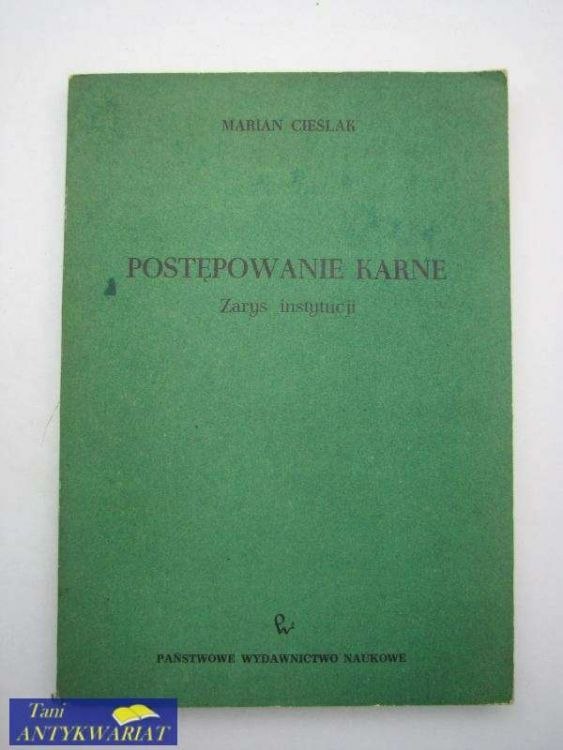 MARIAN CIEŚLAK
POSTĘPOWANIE KARNE
Zarys instytucji
PAŃSTWOWE WYDAWNICTWO NAUKOWE
Tani
ANTYKWARIAT